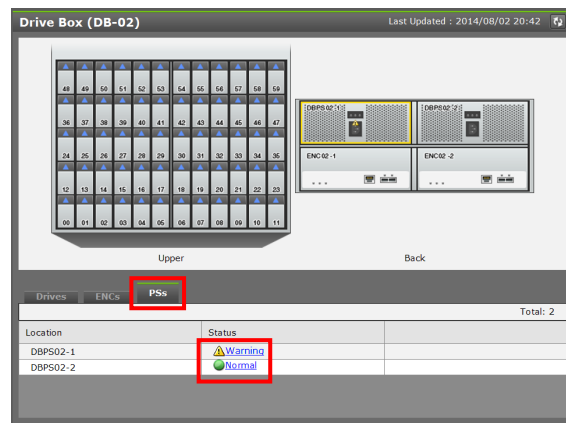 Drive Box (DB-02)
Last Updated : 2014/08/02 20:42
48 49 50 51 52 53 54 55 56 57 58 59
36 37 38 39 40 41 42 43 44 45 46 47
24 25 26 27 28 29 30 31 32 33 34 35
12 13 14 15 16 17 18 19 20 21 22 23
00 01 02 03 04 05 06 07 08 09 10 11
DBPS02-1 DBPS02-2
ENC02-1 ENC02-2
Upper
Back
Drives ENCs PSs
Total: 2
Location Status
DBPS02-1 Warning
DBPS02-2 Normal